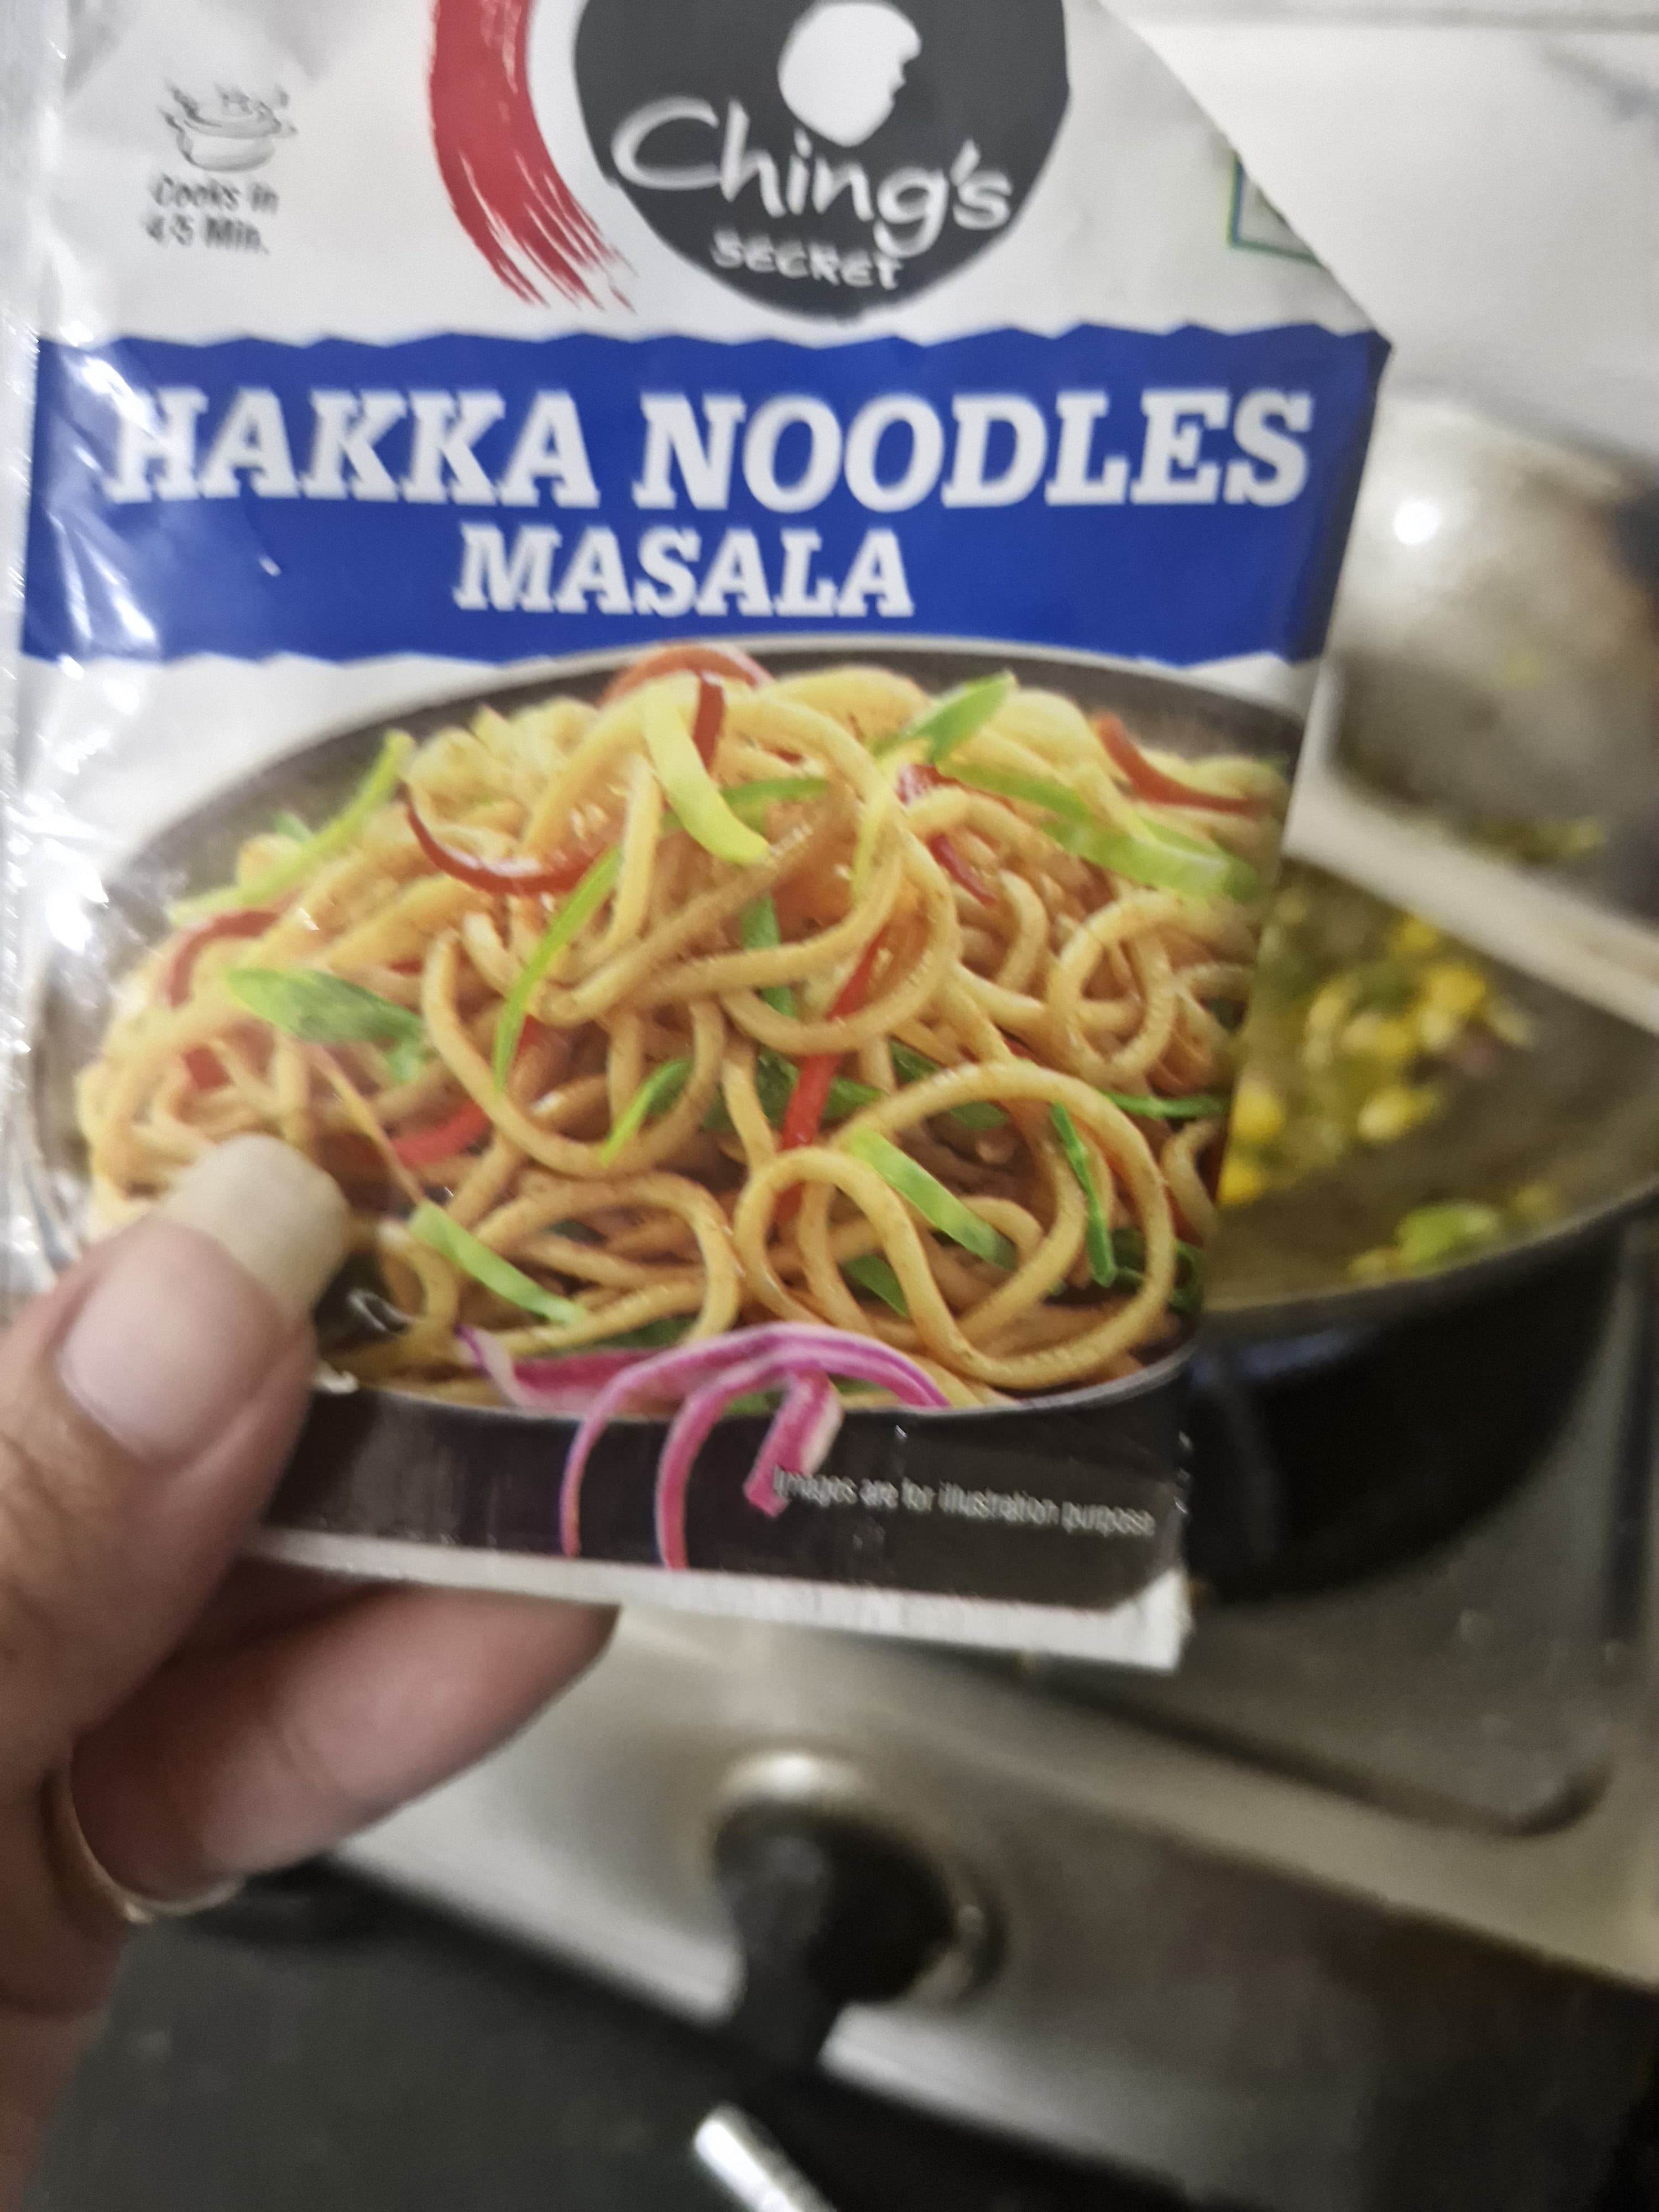 Ching's
SECRET
Cooks in
4-5 Min.
HAKKA NOODLES
MASALA
Images are for illustration purpose